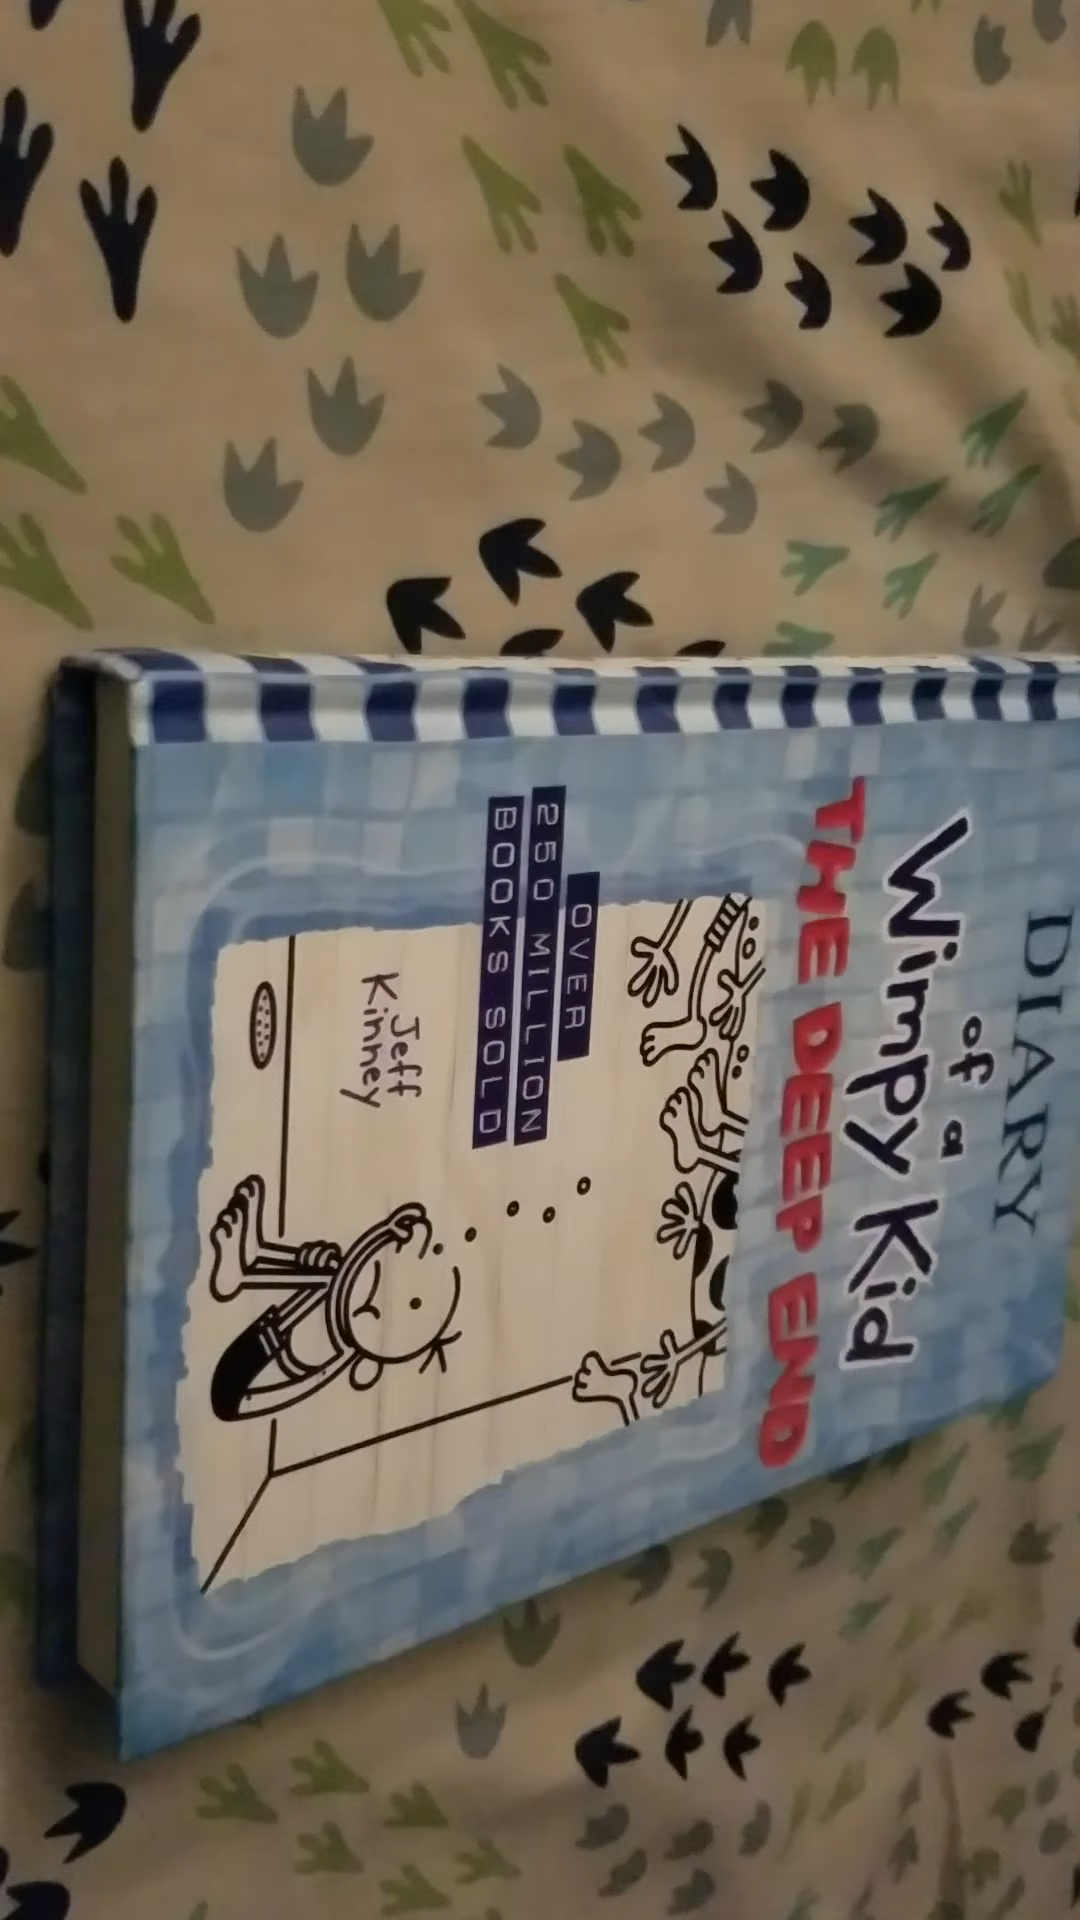 DIARY
of a
Wimpy Kid
THE DEEP END
OVER
250 MILLION
BOOKS SOLD
Jeff
Kinney